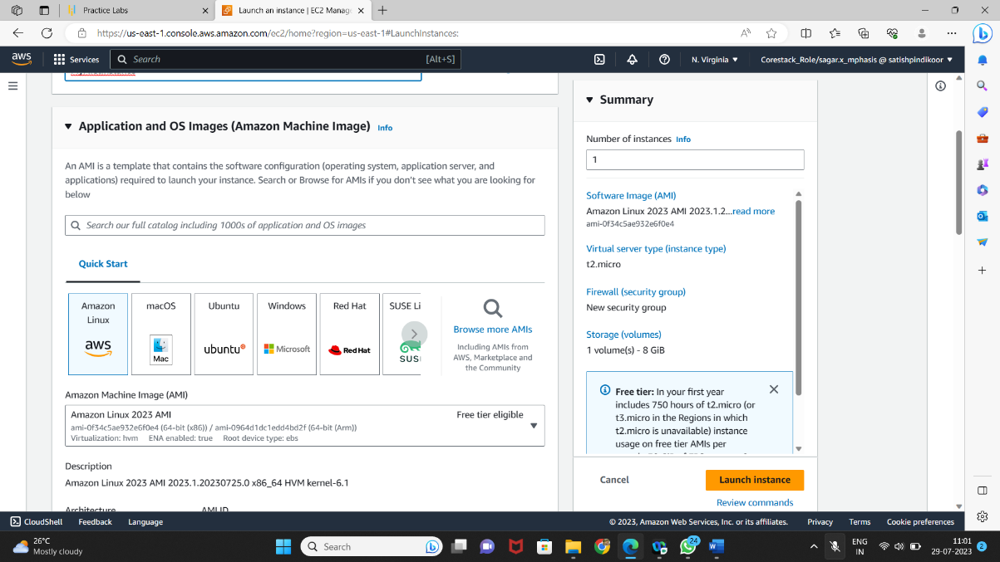 Practice Labs
Launch an instance | EC2 Manage
https://us-east-1.console.aws.amazon.com/ec2/home?region=us-east-1#LaunchInstances:
aws
Services
Search
[Alt+S]
N. Virginia
Corestack_Role/sagar.x_mphasis @ satishpindikoor
Application and OS Images (Amazon Machine Image) Info
An AMI is a template that contains the software configuration (operating system, application server, and
applications) required to launch your instance. Search or Browse for AMIs if you don't see what you are looking for
below
Search our full catalog including 1000s of application and OS images
Quick Start
Amazon
Linux
aws
macOS
Mac
Ubuntu
ubuntu
Windows
Microsoft
Red Hat
Red Hat
SUSE Li
SUS
Browse more AMIs
Including AMIs from
AWS, Marketplace and
the Community
Amazon Machine Image (AMI)
Amazon Linux 2023 AMI
Free tier eligible
ami-0f34c5ae932e6f0e4 (64-bit (x86)) / ami-0964d1dc1edd4bd2f (64-bit (Arm))
Virtualization: hvm ENA enabled: true Root device type: ebs
Description
Amazon Linux 2023 AMI 2023.1.20230725.0 x86_64 HVM kernel-6.1
Architecture
AMI ID
Summary
Number of instances Info
1
Software Image (AMI)
Amazon Linux 2023 AMI 2023.1.2...read more
ami-0f34c5ae932e6f0e4
Virtual server type (instance type)
t2.micro
Firewall (security group)
New security group
Storage (volumes)
1 volume(s) - 8 GiB
Free tier: In your first year
includes 750 hours of t2.micro (or
t3.micro in the Regions in which
t2.micro is unavailable) instance
usage on free tier AMIs per
Cancel
Launch instance
Review commands
CloudShell
Feedback
Language
© 2023, Amazon Web Services, Inc. or its affiliates.
Privacy
Terms
Cookie preferences
26°C
Mostly cloudy
Search
24
ENG
IN
11:01
29-07-2023
2